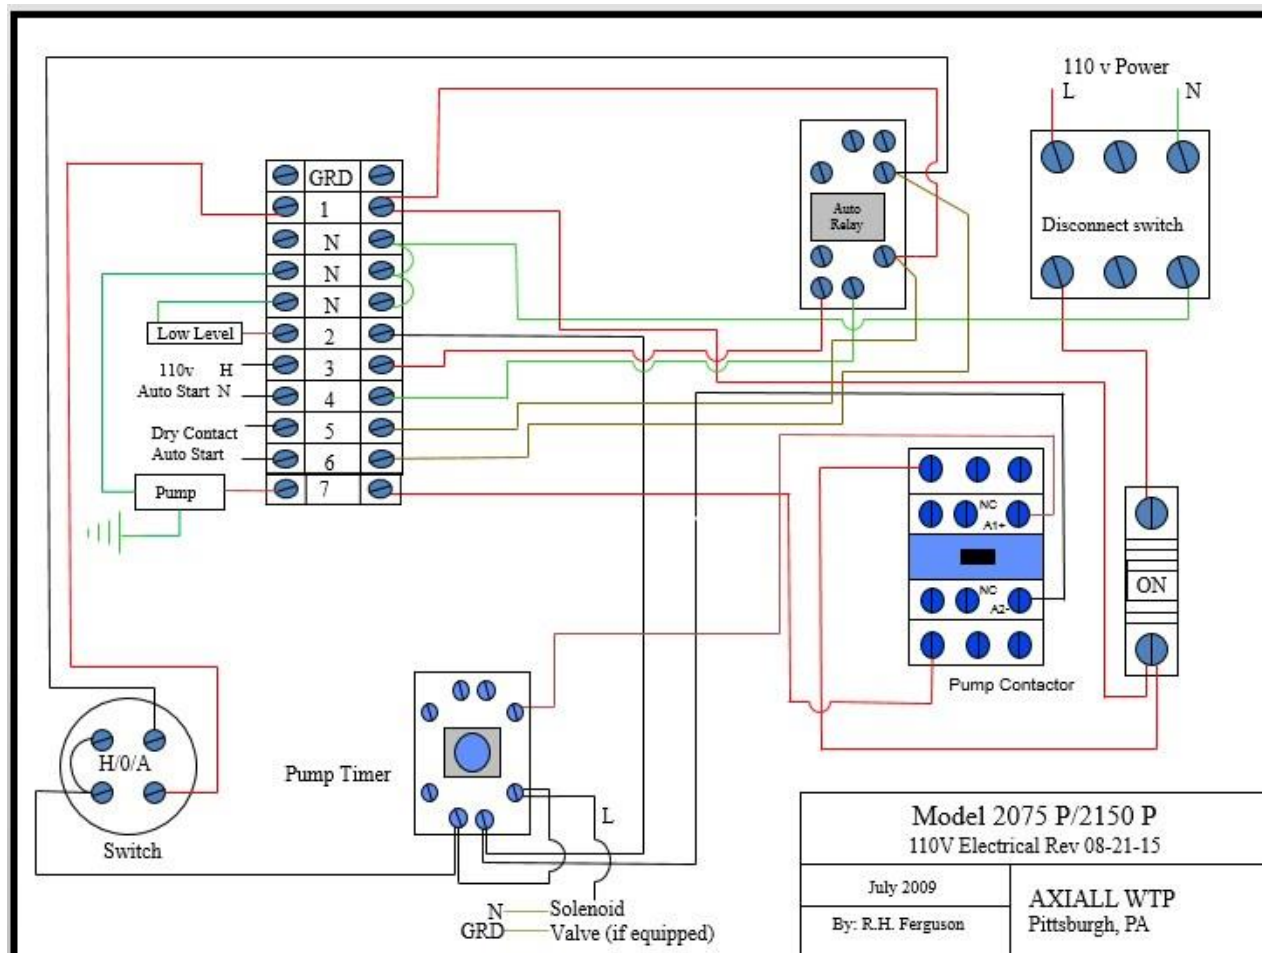 110 v Power
L N
GRD
1
Auto
Relay
Disconnect switch
N
N
N
Low Level
2
110v H
3
Auto Start N
4
Dry Contact
5
Auto Start
6
Pump
7
NC
A1+
ON
NC
A2-
Pump Contactor
H/0/A
Pump Timer
L
Switch
N Solenoid
GRD Valve (if equipped)
Model 2075 P/2150 P
110V Electrical Rev 08-21-15
July 2009
By: R.H. Ferguson
AXIALL WTP
Pittsburgh, PA